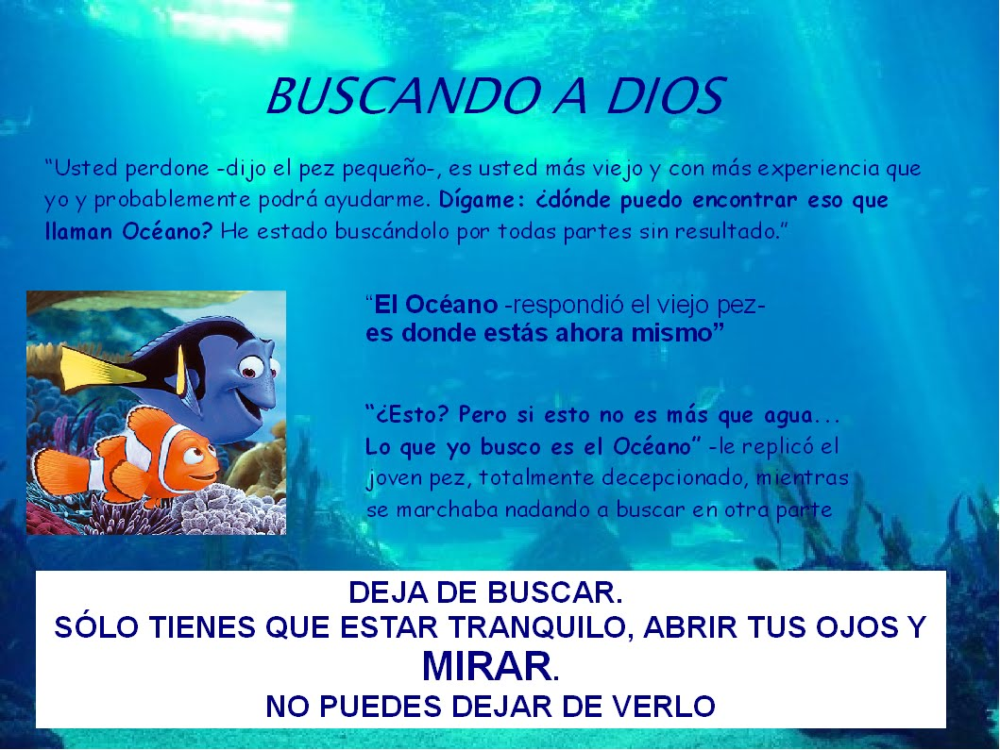 BUSCANDO A DIOS
“Usted perdone -dijo el pez pequeño-, es usted más viejo y con más experiencia que
yo y probablemente podrá ayudarme. Dígame: ¿dónde puedo encontrar eso que
llaman Océano? He estado buscándolo por todas partes sin resultado.”
“El Océano -respondió el viejo pez-
es donde estás ahora mismo”
“¿Esto? Pero si esto no es más que agua...
Lo que yo busco es el Océano” -le replicó el
joven pez, totalmente decepcionado, mientras
se marchaba nadando a buscar en otra parte
DEJA DE BUSCAR.
SÓLO TIENES QUE ESTAR TRANQUILO, ABRIR TUS OJOS Y
MIRAR.
NO PUEDES DEJAR DE VERLO